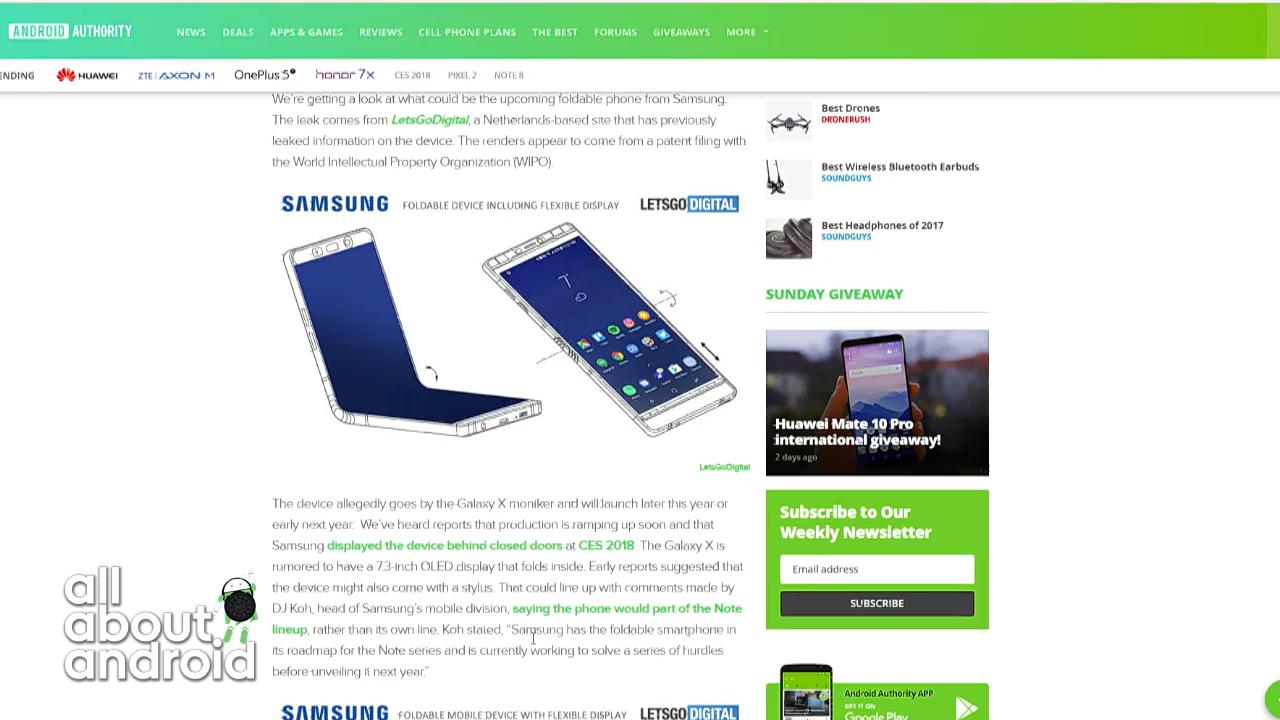 ANDROID AUTHORITY
NEWS DEALS APPS & GAMES REVIEWS CELL PHONE PLANS THE BEST FORUMS GIVEAWAYS MORE
ENDING HUAWEI ZTE AXON M OnePlus 5T honor 7x CES 2018 PIXEL 2 NOTE 8
We're getting a look at what could be the upcoming foldable phone from Samsung.
The leak comes from LetsGoDigital, a Netherlands-based site that has previously
leaked information on the device. The renders appear to come from a patent filing with
the World Intellectual Property Organization (WIPO).
SAMSUNG FOLDABLE DEVICE INCLUDING FLEXIBLE DISPLAY LETSGODIGITAL
LetsGoDigital
The device allegedly goes by the Galaxy X moniker and will launch later this year or
early next year. We've heard reports that production is ramping up soon and that
Samsung displayed the device behind closed doors at CES 2018. The Galaxy X is
rumored to have a 7.3-inch OLED display that folds inside. Early reports suggested that
the device might also come with a stylus. That could line up with comments made by
DJ Koh, head of Samsung's mobile division, saying the phone would part of the Note
lineup, rather than its own line. Koh stated, "Samsung has the foldable smartphone in
its roadmap for the Note series and is currently working to solve a series of hurdles
before unveiling it next year."
SAMSUNG FOLDABLE MOBILE DEVICE WITH FLEXIBLE DISPLAY LETSGODIGITAL
Best Drones
DRONERUSH
Best Wireless Bluetooth Earbuds
SOUNDGUYS
Best Headphones of 2017
SOUNDGUYS
SUNDAY GIVEAWAY
Huawei Mate 10 Pro
international giveaway!
2 days ago
Subscribe to Our
Weekly Newsletter
Email address
SUBSCRIBE
Android Authority APP
GET IT ON
Google Play
all
about
android